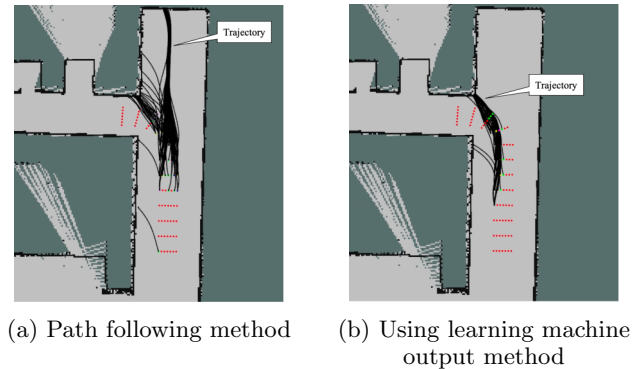 Trajectory
Trajectory
(a) Path following method
(b) Using learning machine
output method